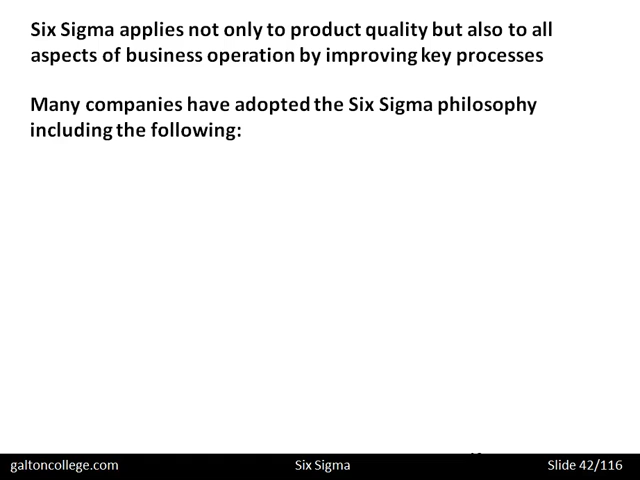 Six Sigma applies not only to product quality but also to all
aspects of business operation by improving key processes
Many companies have adopted the Six Sigma philosophy
including the following:
galtoncollege.com
Six Sigma
Slide 42/116